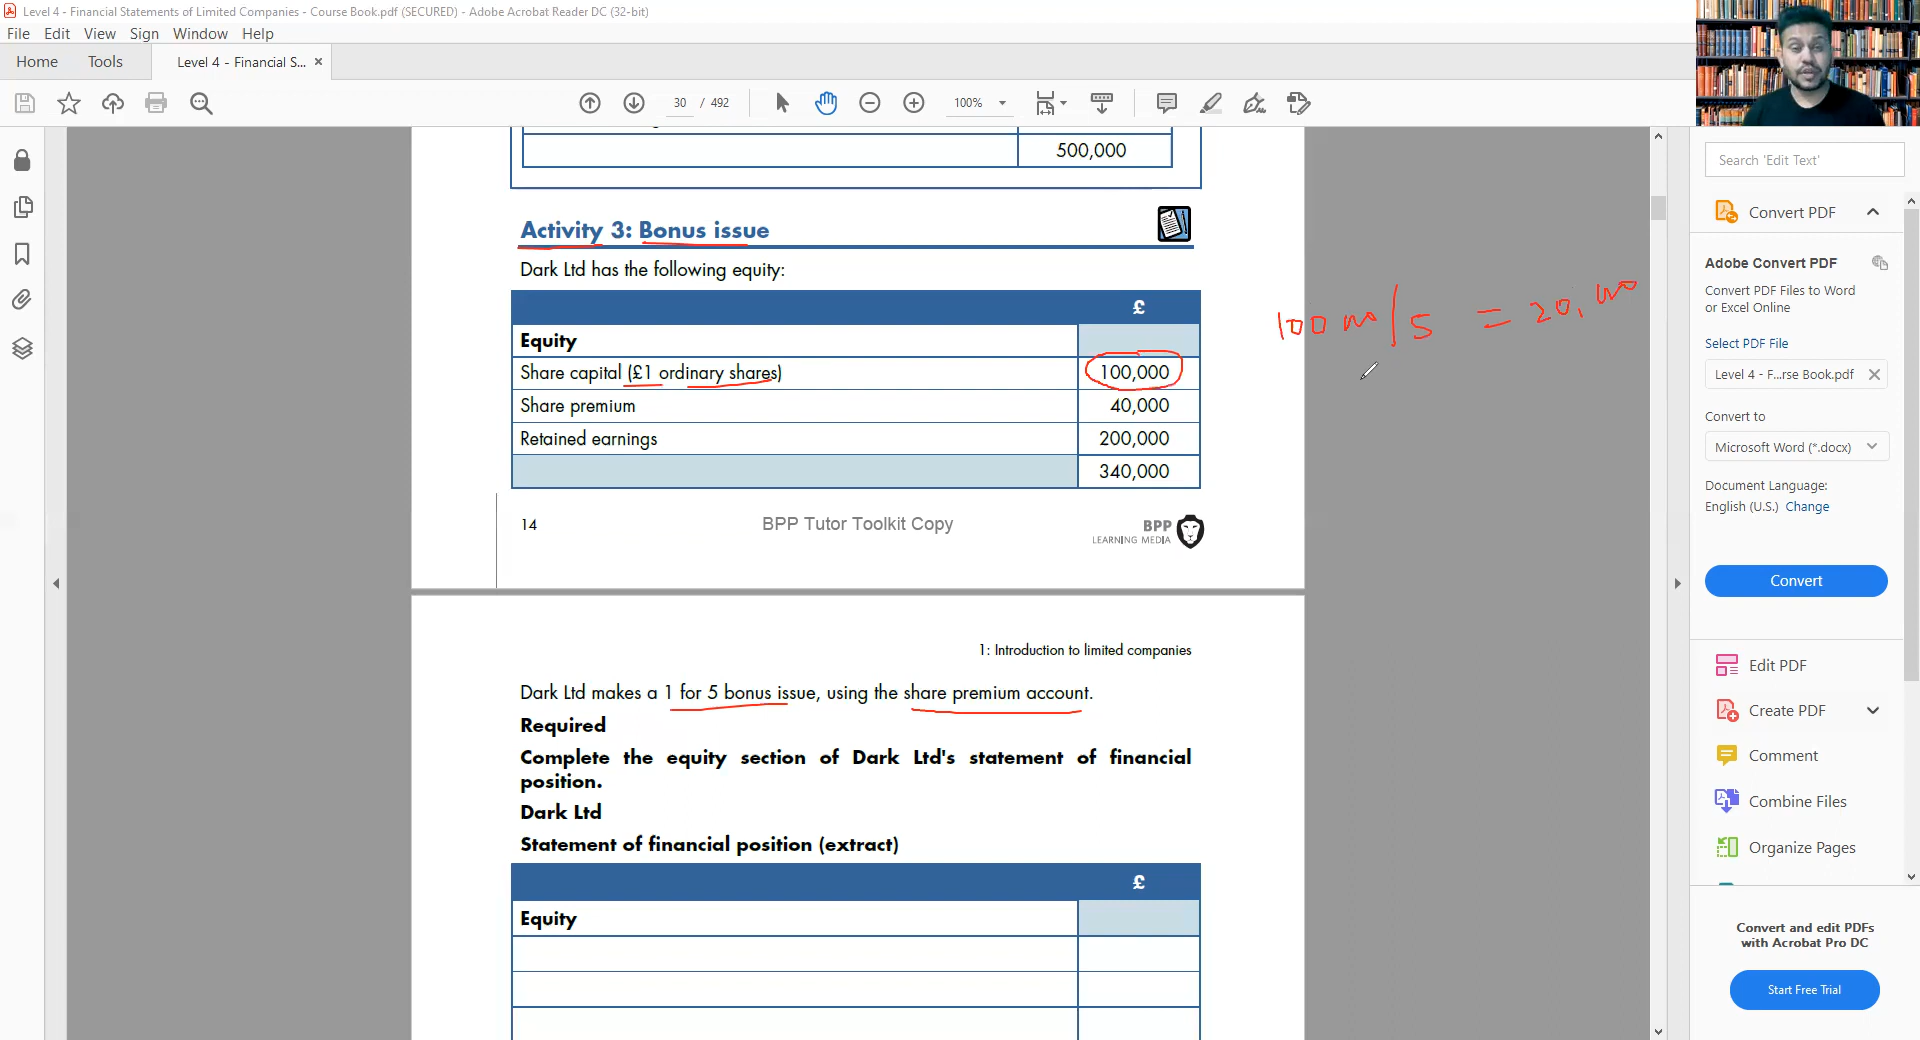 Level 4 - Financial Statements of Limited Companies - Course Book.pdf (SECURED) - Adobe Acrobat Reader DC (32-bit)
File Edit View Sign Window Help
Home Tools Level 4 - Financial S... ×
30 / 492 100%
500,000
Activity 3: Bonus issue
Dark Ltd has the following equity:
£
Equity
Share capital (£1 ordinary shares) 100,000
Share premium 40,000
Retained earnings 200,000
340,000
14 BPP Tutor Toolkit Copy BPP
LEARNING MEDIA
1: Introduction to limited companies
Dark Ltd makes a 1 for 5 bonus issue, using the share premium account.
Required
Complete the equity section of Dark Ltd's statement of financial
position.
Dark Ltd
Statement of financial position (extract)
£
Equity
100 000/5 = 20,000
Search 'Edit Text'
Convert PDF
Adobe Convert PDF
Convert PDF Files to Word
or Excel Online
Select PDF File
Level 4 - F...rse Book.pdf ×
Convert to
Microsoft Word (*.docx)
Document Language:
English (U.S.) Change
Convert
Edit PDF
Create PDF
Comment
Combine Files
Organize Pages
Convert and edit PDFs
with Acrobat Pro DC
Start Free Trial